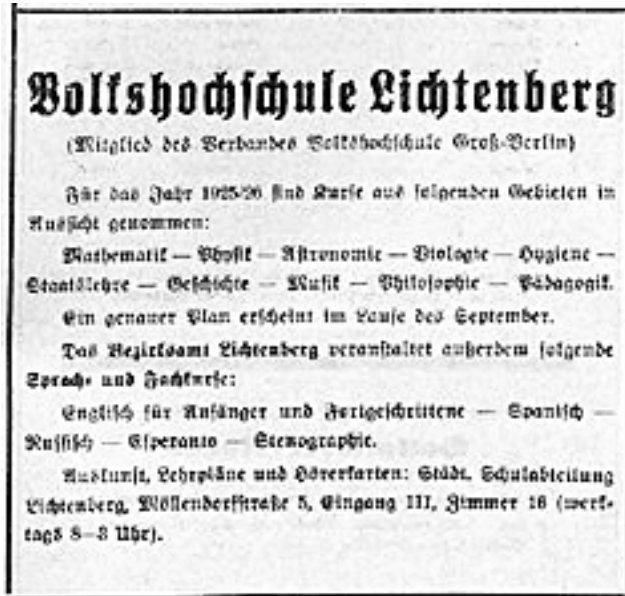 Volkshochschule Lichtenberg
(Mitglied des Verbandes Volkshochschule Groß-Berlin)
Für das Jahr 1925/26 sind Kurse aus folgenden Gebieten in
Aussicht genommen:
Mathematik — Physik — Astronomie — Biologie — Hygiene —
Staatslehre — Geschichte — Musik — Philosophie — Pädagogik.
Ein genauer Plan erscheint im Laufe des September.
Das Bezirksamt Lichtenberg veranstaltet außerdem folgende
Sprach- und Fachkurse:
Englisch für Anfänger und Fortgeschrittene — Spanisch —
Russisch — Esperanto — Stenographie.
Auskunft, Lehrpläne und Hörerkarten: Städt. Schulabteilung
Lichtenberg, Möllendorffstraße 5, Eingang III, Zimmer 16 (werk-
tags 8—3 Uhr).